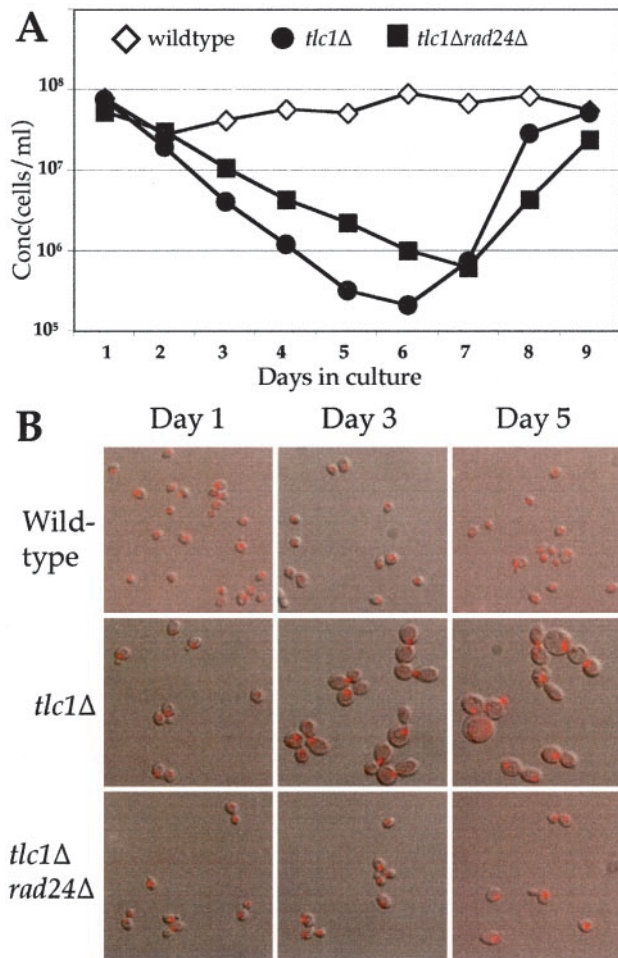 A
wildtype tlc1Δ tlc1Δrad24Δ
Conc(cells/ml)
10⁸
10⁷
10⁶
10⁵
1 2 3 4 5 6 7 8 9
Days in culture
B
Day 1 Day 3 Day 5
Wild-
type
tlc1Δ
tlc1Δ
rad24Δ